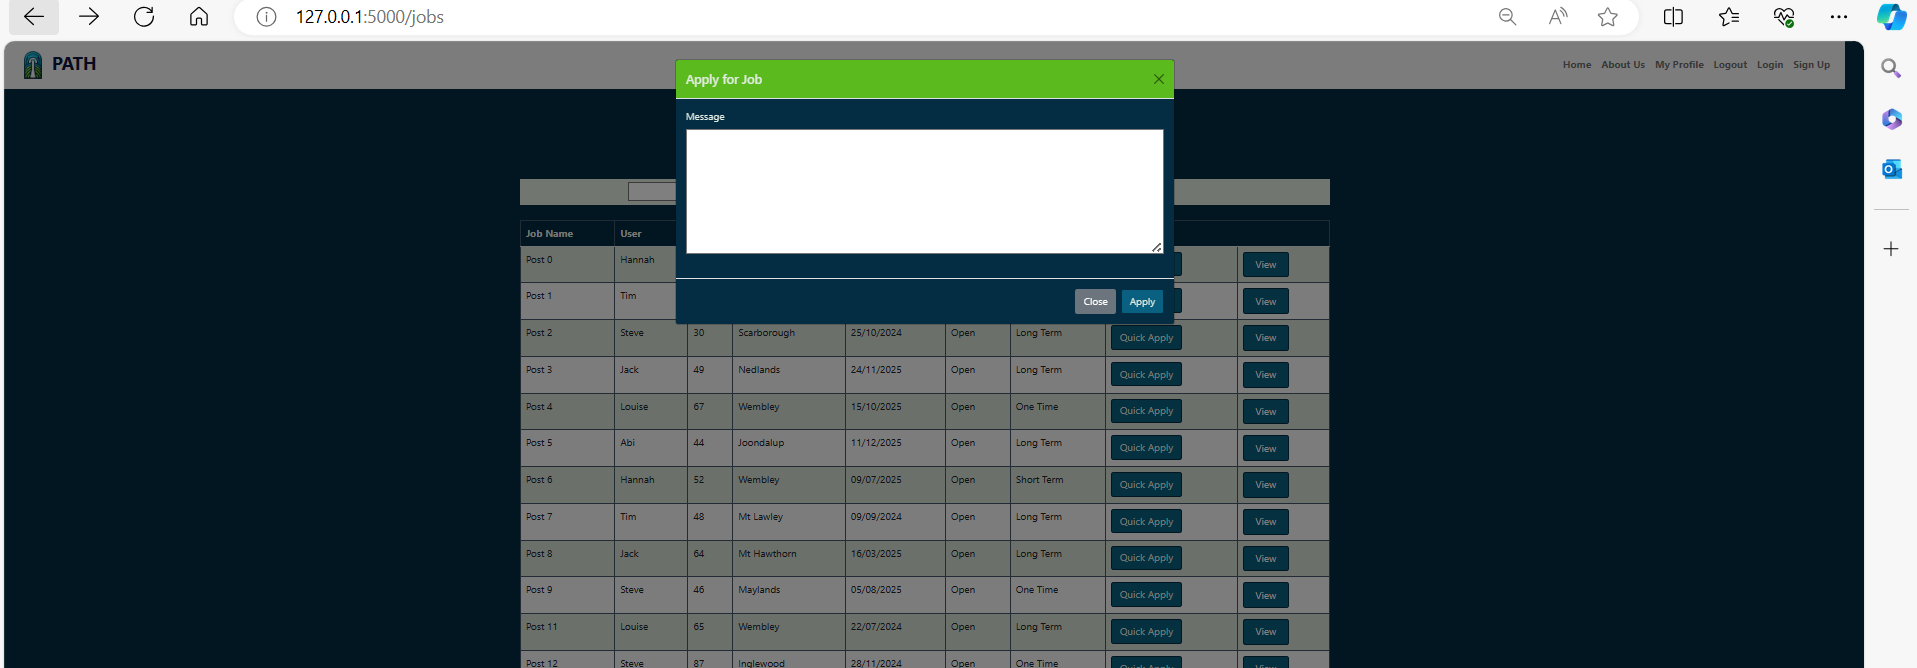 127.0.0.1:5000/jobs
PATH
Home About Us My Profile Logout Login Sign Up
Apply for Job
Message
Close Apply
Job Name User
Post 0 Hannah View
Post 1 Tim View
Post 2 Steve 30 Scarborough 25/10/2024 Open Long Term Quick Apply View
Post 3 Jack 49 Nedlands 24/11/2025 Open Long Term Quick Apply View
Post 4 Louise 67 Wembley 15/10/2025 Open One Time Quick Apply View
Post 5 Abi 44 Joondalup 11/12/2025 Open Long Term Quick Apply View
Post 6 Hannah 52 Wembley 09/07/2025 Open Short Term Quick Apply View
Post 7 Tim 48 Mt Lawley 09/09/2024 Open Long Term Quick Apply View
Post 8 Jack 64 Mt Hawthorn 16/03/2025 Open Long Term Quick Apply View
Post 9 Steve 46 Maylands 05/08/2025 Open One Time Quick Apply View
Post 11 Louise 65 Wembley 22/07/2024 Open Long Term Quick Apply View
Post 12 Steve 87 Inglewood 28/11/2024 Open One Time Quick Apply View